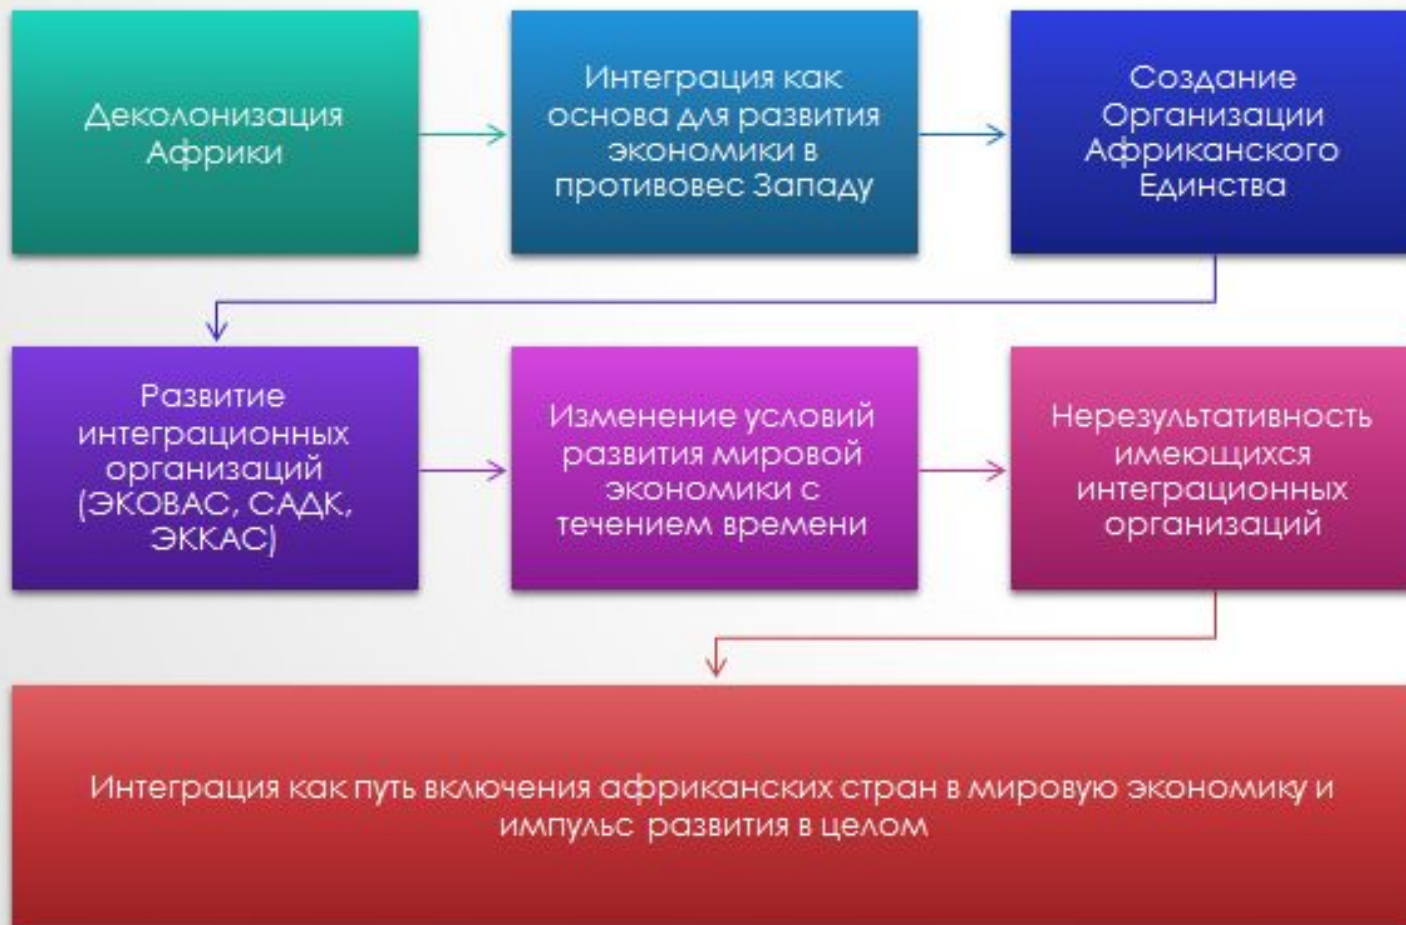 Деколонизация
Африки
Интеграция как
основа для развития
экономики в
противовес Западу
Создание
Организации
Африканского
Единства
Развитие
интеграционных
организаций
(ЭКОВАС, САДК,
ЭККАС)
Изменение условий
развития мировой
экономики с
течением времени
Нерезультативность
имеющихся
интеграционных
организаций
Интеграция как путь включения африканских стран в мировую экономику и
импульс развития в целом